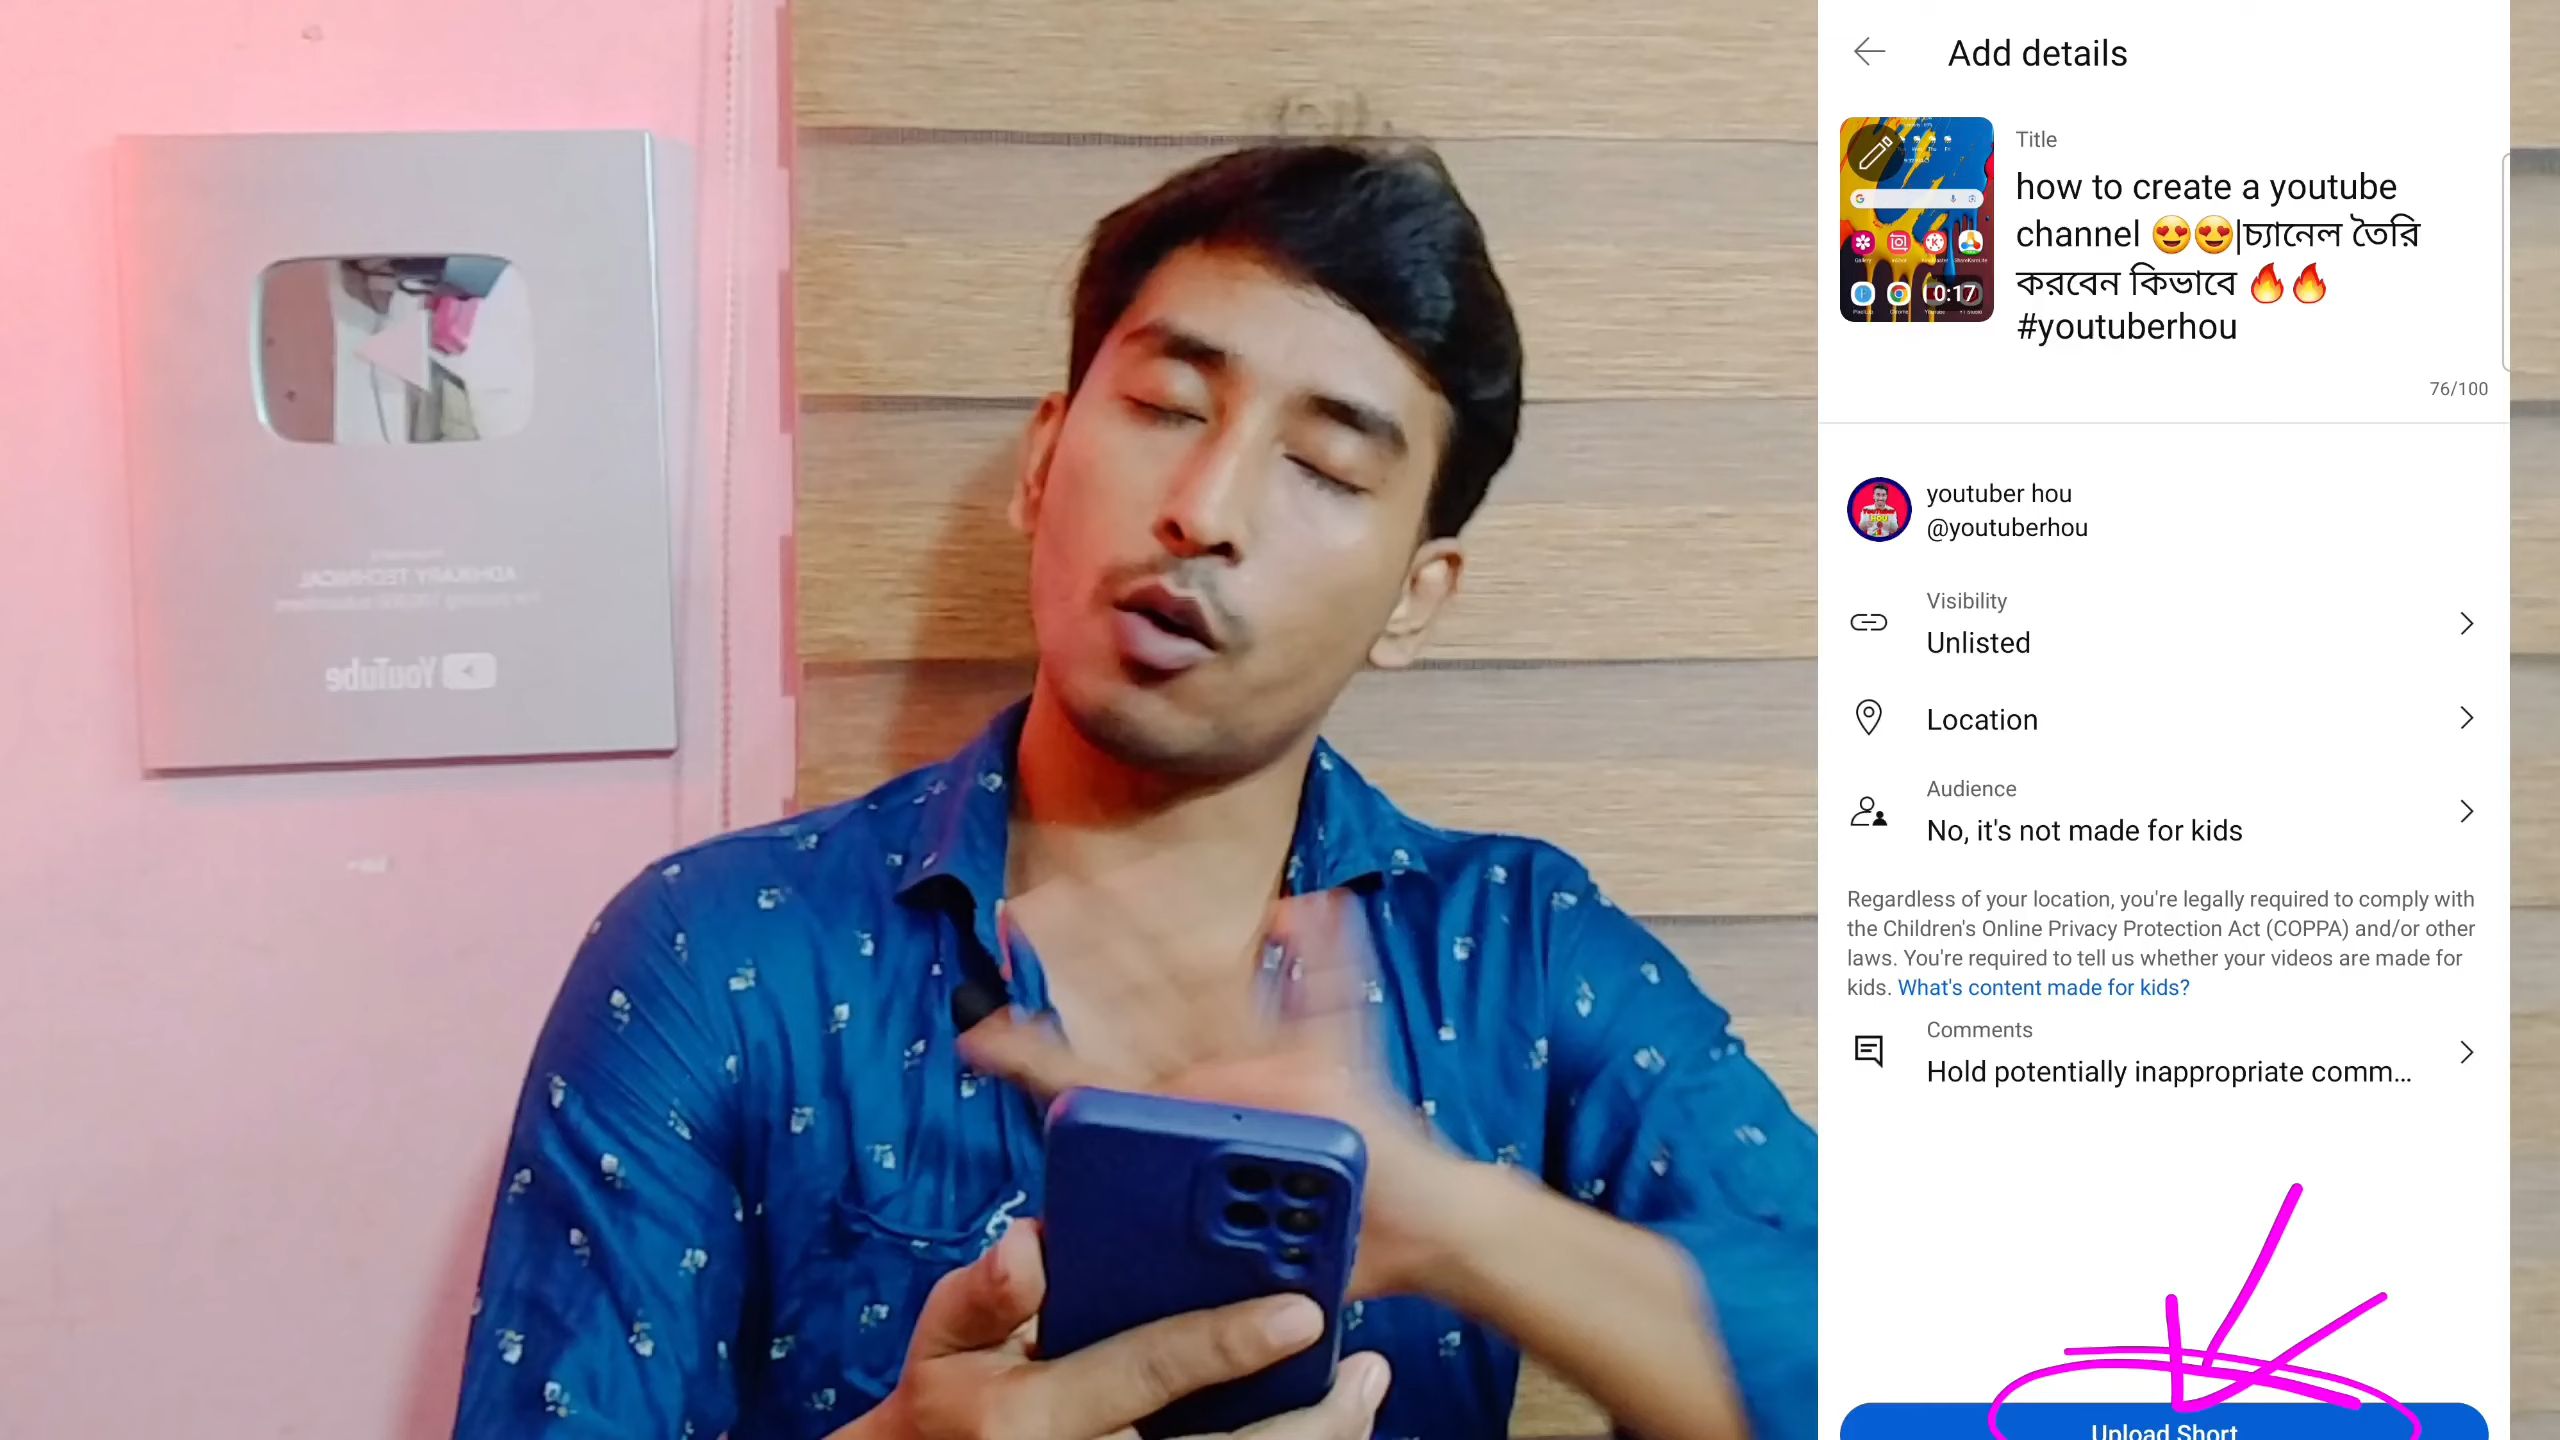 ADHIKARY TECHNICAL
YouTube
Add details
Title
how to create a youtube
channel 😍😍|চ্যানেল তৈরি
করবেন কিভাবে 🔥🔥
#youtuberhou
0:17
76/100
youtuber hou
@youtuberhou
Visibility
Unlisted
Location
Audience
No, it's not made for kids
Regardless of your location, you're legally required to comply with
the Children's Online Privacy Protection Act (COPPA) and/or other
laws. You're required to tell us whether your videos are made for
kids. What's content made for kids?
Comments
Hold potentially inappropriate comm...
Upload Short